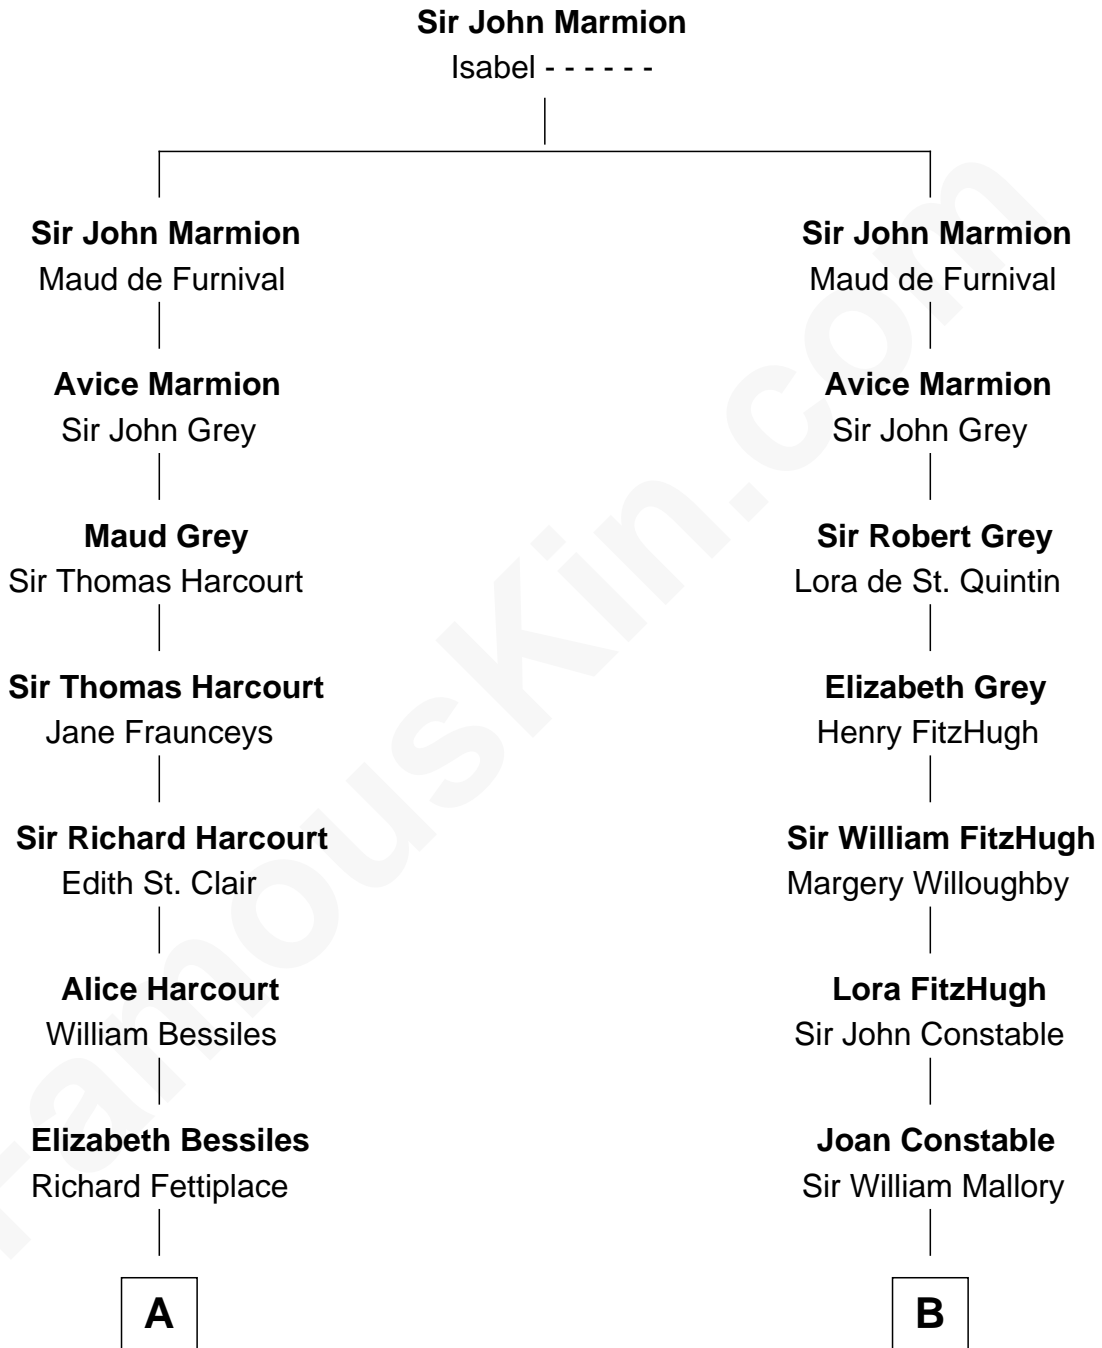 Sir John Marmion
Isabel - - - - - -
Sir John Marmion
Maud de Furnival
Avice Marmion
Sir John Grey
Maud Grey
Sir Thomas Harcourt
Sir Thomas Harcourt
Jane Fraunceys
Sir Richard Harcourt
Edith St. Clair
Alice Harcourt
William Bessiles
Elizabeth Bessiles
Richard Fettiplace
A
Sir John Marmion
Maud de Furnival
Avice Marmion
Sir John Grey
Sir Robert Grey
Lora de St. Quintin
Elizabeth Grey
Henry FitzHugh
Sir William FitzHugh
Margery Willoughby
Lora FitzHugh
Sir John Constable
Joan Constable
Sir William Mallory
B
FamousKin.com